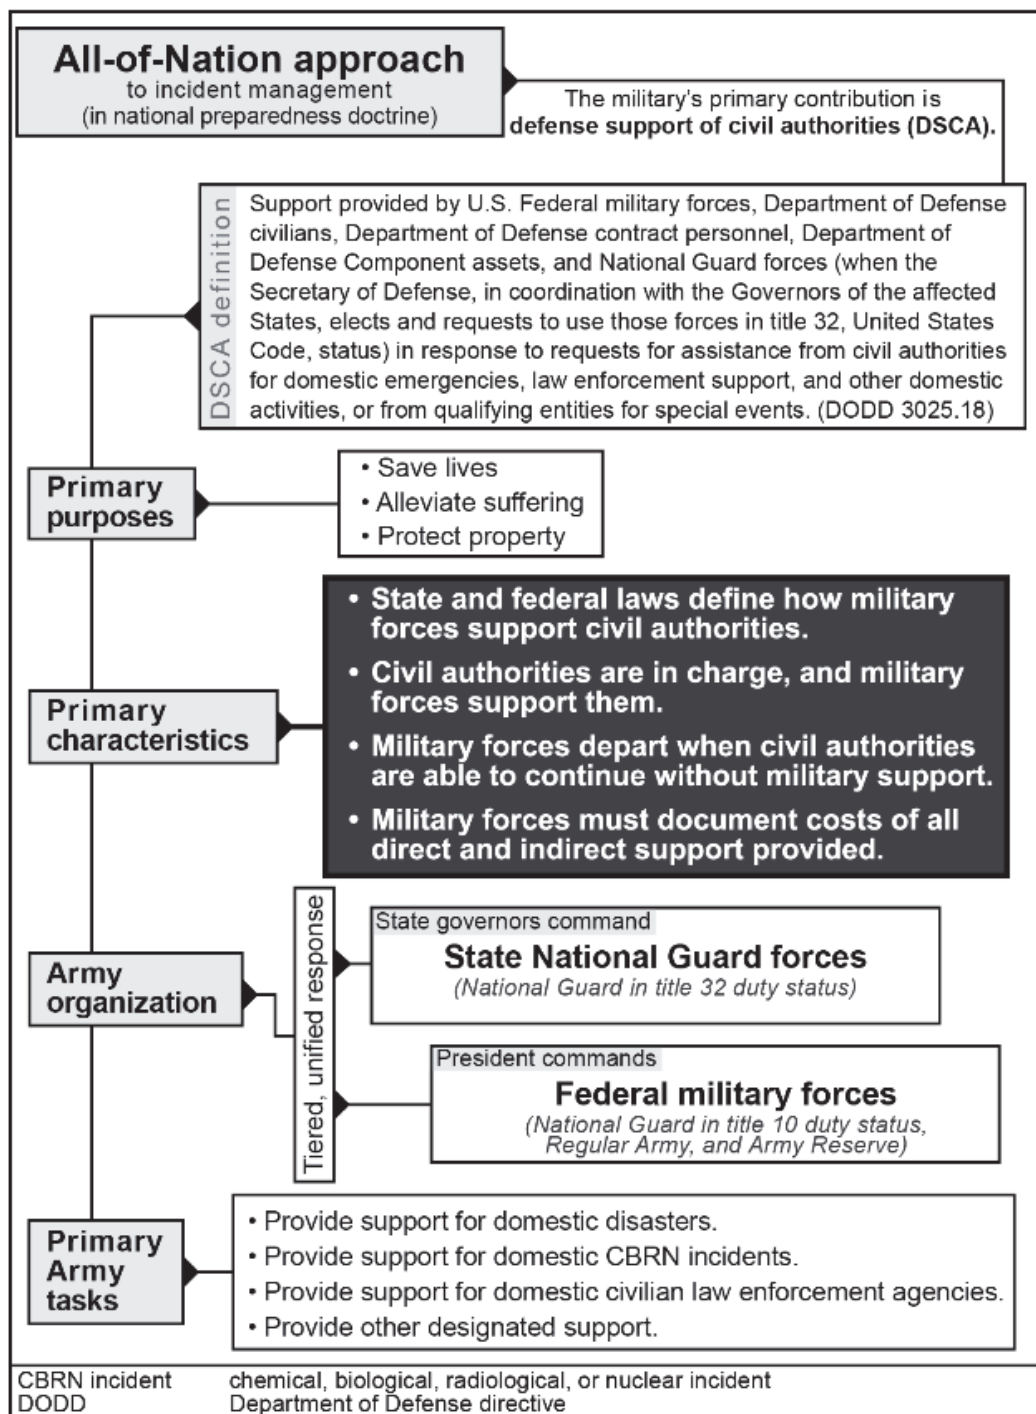 All-of-Nation approach
to incident management
(in national preparedness doctrine)
The military's primary contribution is
defense support of civil authorities (DSCA).
DSCA definition
Support provided by U.S. Federal military forces, Department of Defense
civilians, Department of Defense contract personnel, Department of
Defense Component assets, and National Guard forces (when the
Secretary of Defense, in coordination with the Governors of the affected
States, elects and requests to use those forces in title 32, United States
Code, status) in response to requests for assistance from civil authorities
for domestic emergencies, law enforcement support, and other domestic
activities, or from qualifying entities for special events. (DODD 3025.18)
Primary
purposes
• Save lives
• Alleviate suffering
• Protect property
Primary
characteristics
• State and federal laws define how military
forces support civil authorities.
• Civil authorities are in charge, and military
forces support them.
• Military forces depart when civil authorities
are able to continue without military support.
• Military forces must document costs of all
direct and indirect support provided.
Army
organization
Tiered, unified response
State governors command
State National Guard forces
(National Guard in title 32 duty status)
President commands
Federal military forces
(National Guard in title 10 duty status,
Regular Army, and Army Reserve)
Primary
Army
tasks
• Provide support for domestic disasters.
• Provide support for domestic CBRN incidents.
• Provide support for domestic civilian law enforcement agencies.
• Provide other designated support.
CBRN incident chemical, biological, radiological, or nuclear incident
DODD Department of Defense directive